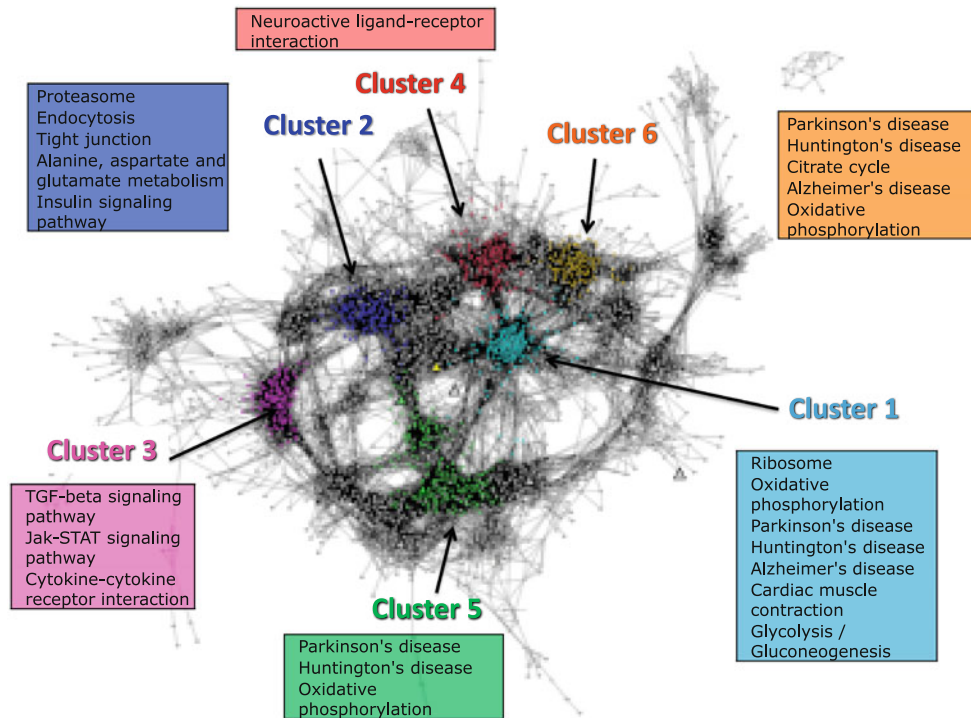 Neuroactive ligand-receptor
interaction
Cluster 4
Proteasome
Endocytosis
Tight junction
Alanine, aspartate and
glutamate metabolism
Insulin signaling
pathway
Cluster 2
Cluster 6
Parkinson's disease
Huntington's disease
Citrate cycle
Alzheimer's disease
Oxidative
phosphorylation
Cluster 3
TGF-beta signaling
pathway
Jak-STAT signaling
pathway
Cytokine-cytokine
receptor interaction
Cluster 1
Ribosome
Oxidative
phosphorylation
Parkinson's disease
Huntington's disease
Alzheimer's disease
Cardiac muscle
contraction
Glycolysis /
Gluconeogenesis
Cluster 5
Parkinson's disease
Huntington's disease
Oxidative
phosphorylation